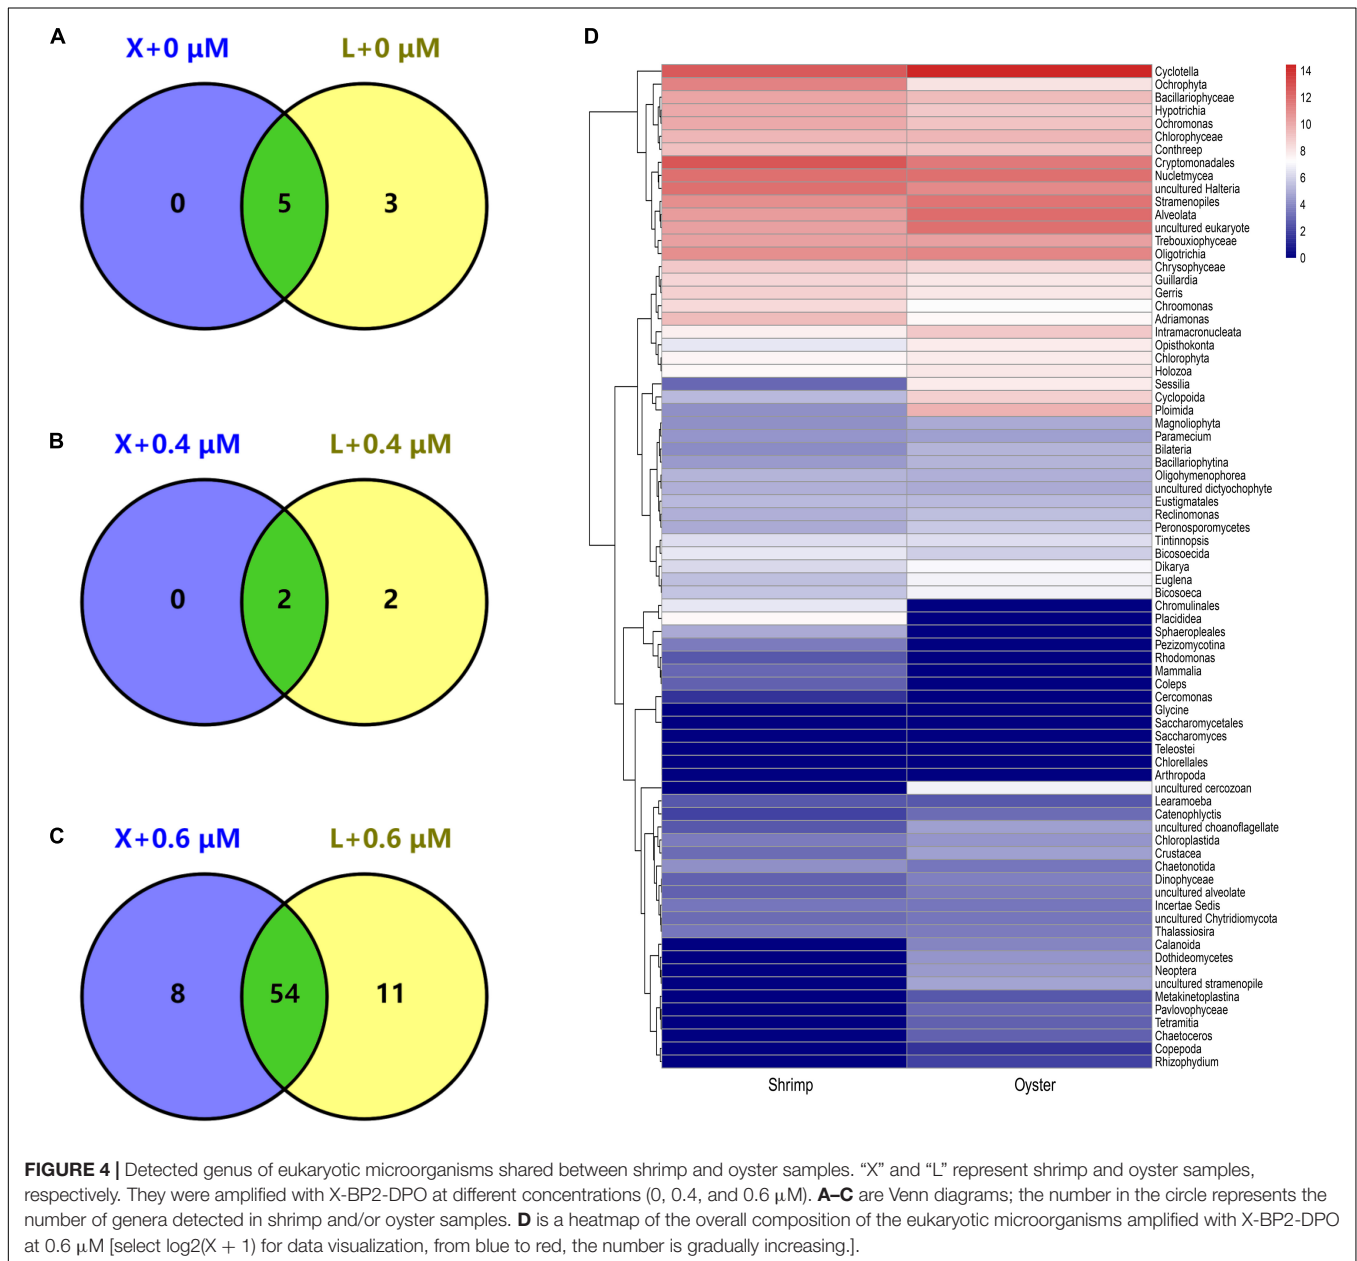 A
X+0 μM
L+0 μM
0
5
3
B
X+0.4 μM
L+0.4 μM
0
2
2
C
X+0.6 μM
L+0.6 μM
8
54
11
D
Cyclotella
Ochrophyta
Bacillariophyceae
Hypotrichia
Ochromonas
Chlorophyceae
Conthreep
Cryptomonadales
Nucletmycea
uncultured Halteria
Stramenopiles
Alveolata
uncultured eukaryote
Trebouxiophyceae
Oligotrichia
Chrysophyceae
Guillardia
Gerris
Chroomonas
Adriamonas
Intramacronucleata
Opisthokonta
Chlorophyta
Holozoa
Sessilia
Cyclopoida
Ploimida
Magnoliophyta
Paramecium
Bilateria
Bacillariophytina
Oligohymenophorea
uncultured dictyochophyte
Eustigmatales
Reclinomonas
Peronosporomycetes
Tintinnopsis
Bicosoecida
Dikarya
Euglena
Bicosoeca
Chromulinales
Placididea
Sphaeropleales
Pezizomycotina
Rhodomonas
Mammalia
Coleps
Cercomonas
Glycine
Saccharomycetales
Saccharomyces
Teleostei
Chlorellales
Arthropoda
uncultured cercozoan
Learamoeba
Catenophlyctis
uncultured choanoflagellate
Chloroplastida
Crustacea
Chaetonotida
Dinophyceae
uncultured alveolate
Incertae Sedis
uncultured Chytridiomycota
Thalassiosira
Calanoida
Dothideomycetes
Neoptera
uncultured stramenopile
Metakinetoplastina
Pavlovophyceae
Tetramitia
Chaetoceros
Copepoda
Rhizophydium
Shrimp
Oyster
14
12
10
8
6
4
2
0
FIGURE 4 | Detected genus of eukaryotic microorganisms shared between shrimp and oyster samples. “X” and “L” represent shrimp and oyster samples,
respectively. They were amplified with X-BP2-DPO at different concentrations (0, 0.4, and 0.6 μM). A–C are Venn diagrams; the number in the circle represents the
number of genera detected in shrimp and/or oyster samples. D is a heatmap of the overall composition of the eukaryotic microorganisms amplified with X-BP2-DPO
at 0.6 μM [select log2(X + 1) for data visualization, from blue to red, the number is gradually increasing.].